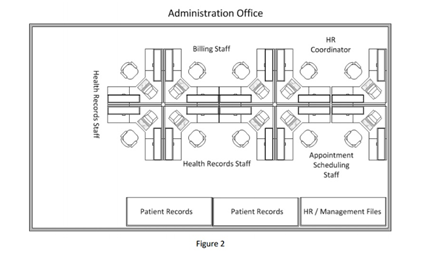 Administration Office
Billing Staff
HR
Coordinator
Health Records Staff
Health Records Staff
Appointment
Scheduling
Staff
Patient Records
Patient Records
HR / Management Files
Figure 2